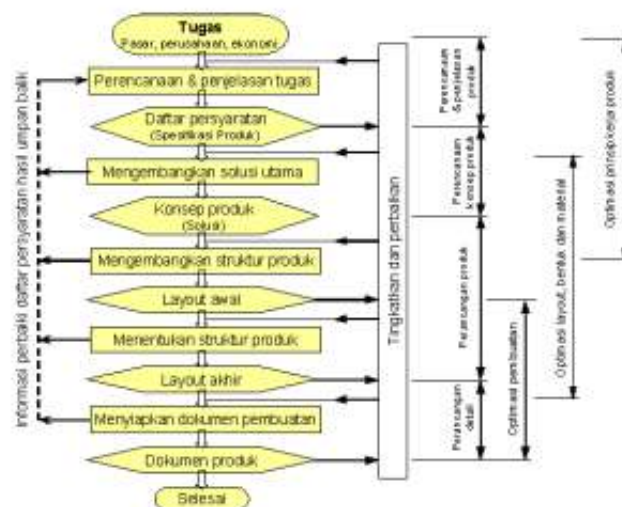 Tugas
Pasar, perusahaan, ekonomi
Perencanaan & penjelasan tugas
Daftar persyaratan
(Spesifikasi Produk)
Mengembangkan solusi utama
Konsep produk
(Solusi)
Mengembangkan struktur produk
Layout awal
Menentukan struktur produk
Layout akhir
Menyiapkan dokumen pembuatan
Dokumen produk
Selesai
Informasi perbaiki daftar persyaratan hasil umpan balik
Tingkatkan dan perbaikan
Perencanaan
&penjelasan
produk
Perencanaan
konsep produk
Perancangan produk
Perancangan
detail
Optimasi pembuatan
Optimasi layout, bentuk, dan material
Optimasi prinsip kerja produk